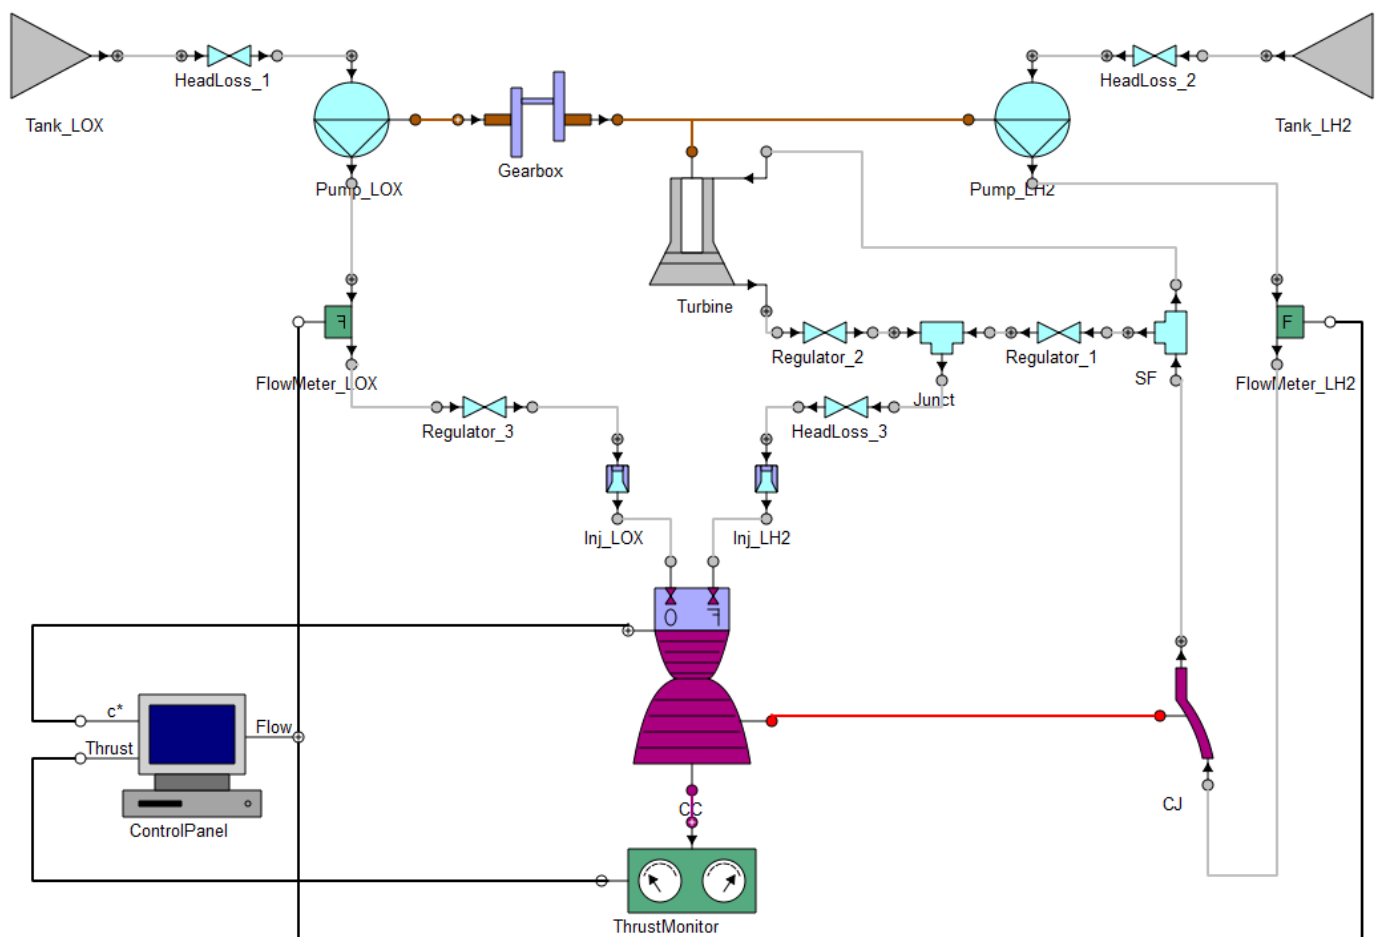 HeadLoss_1
HeadLoss_2
Tank_LOX
Tank_LH2
Gearbox
Pump_LOX
Pump_LH2
Turbine
F
F
Regulator_2
Regulator_1
SF
FlowMeter_LOX
FlowMeter_LH2
Junct
Regulator_3
HeadLoss_3
Inj_LOX
Inj_LH2
O
F
c*
Flow
Thrust
CC
CJ
ControlPanel
ThrustMonitor